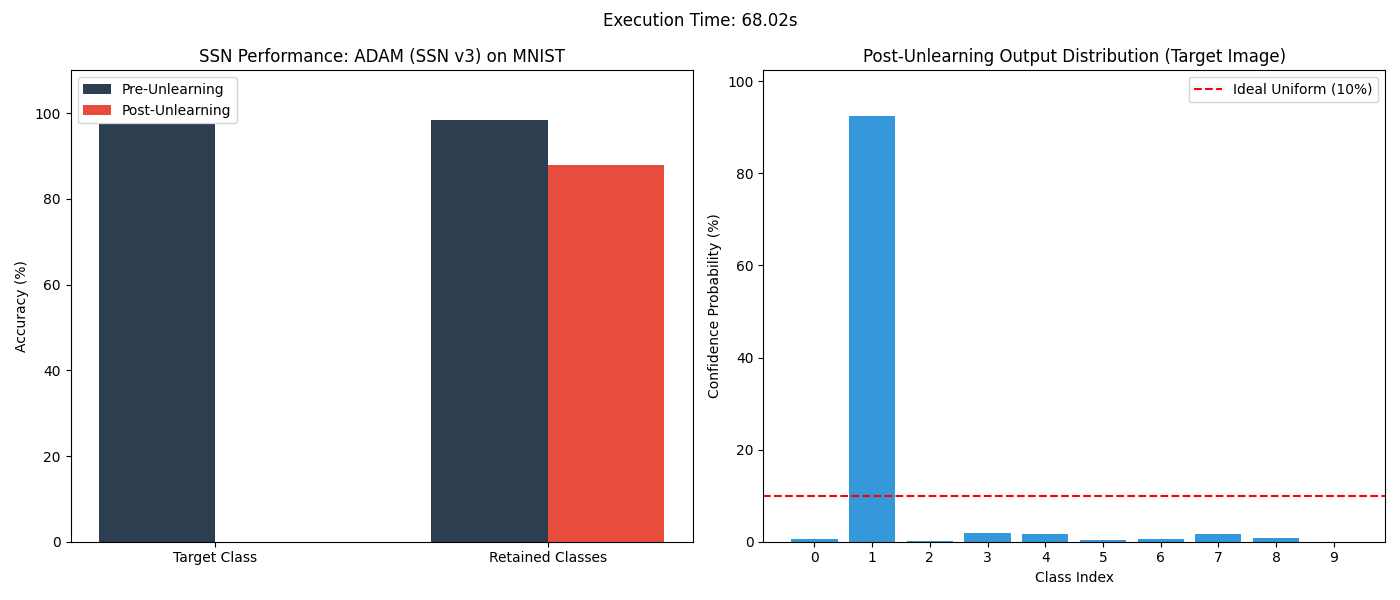 Execution Time: 68.02s
SSN Performance: ADAM (SSN v3) on MNIST
Pre-Unlearning
Post-Unlearning
Accuracy (%)
100
80
60
40
20
0
Target Class
Retained Classes
Post-Unlearning Output Distribution (Target Image)
Ideal Uniform (10%)
Confidence Probability (%)
100
80
60
40
20
0
0 1 2 3 4 5 6 7 8 9
Class Index